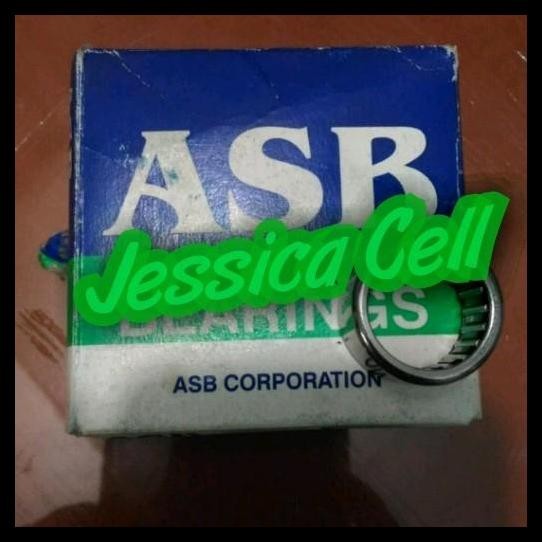 ASB
Jessica Cell
BEARINGS
ASB CORPORATION